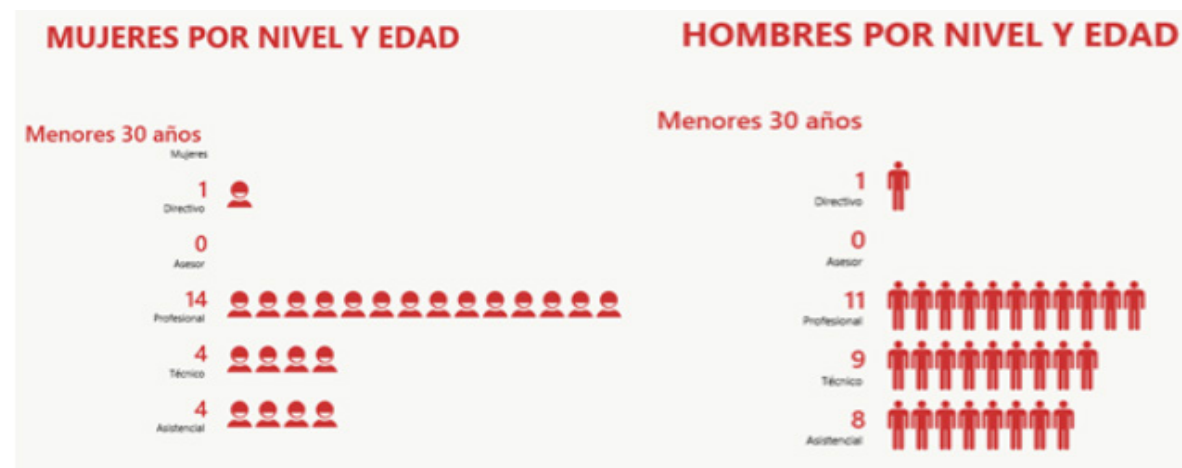 MUJERES POR NIVEL Y EDAD
Menores 30 años
Mujeres
1
Directivo
0
Asesor
14
Profesional
4
Técnico
4
Asistencial
HOMBRES POR NIVEL Y EDAD
Menores 30 años
1
Directivo
0
Asesor
11
Profesional
9
Técnico
8
Asistencial